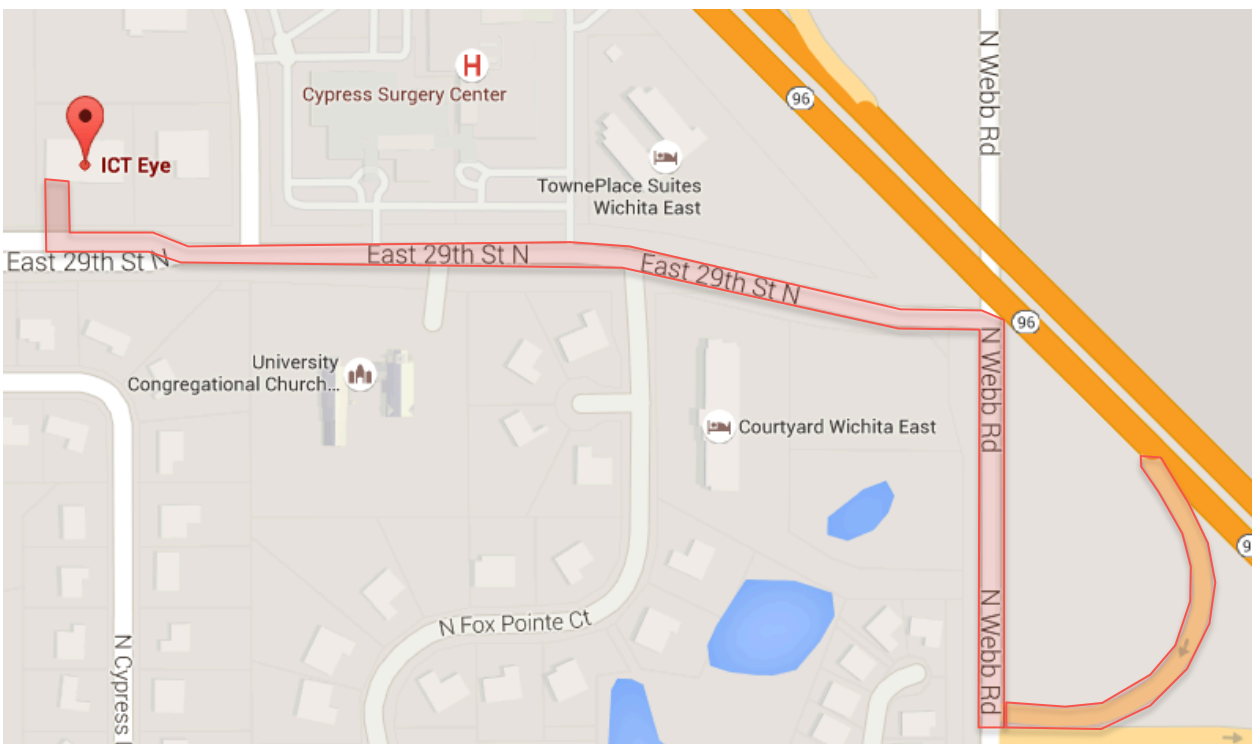 N Webb Rd
H
Cypress Surgery Center
96
ICT Eye
TownePlace Suites
Wichita East
East 29th St N
East 29th St N
East 29th St N
96
N Webb Rd
University
Congregational Church...
Courtyard Wichita East
9
N Webb Rd
N Fox Pointe Ct
N Cypress